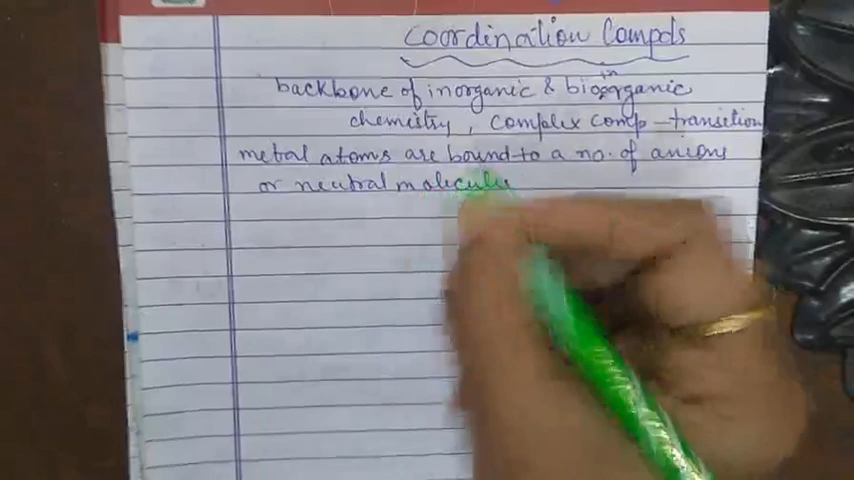 Coordination Compds
backbone of inorganic & bioinorganic
chemistry, complex comp - transition
metal atoms are bound to a no. of anions
or neutral molecule